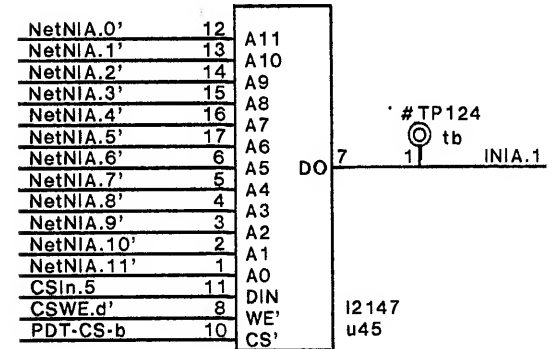 NetNIA.0' 12 A11
NetNIA.1' 13 A10
NetNIA.2' 14 A9
NetNIA.3' 15 A8
NetNIA.4' 16 A7
NetNIA.5' 17 A6
NetNIA.6' 6 A5
NetNIA.7' 5 A4
NetNIA.8' 4 A3
NetNIA.9' 3 A2
NetNIA.10' 2 A1
NetNIA.11' 1 A0
CSIn.5 11 DIN
CSWE.d' 8 WE'
PDT-CS-b 10 CS'
#TP124
tb
DO 7 1 INIA.1
I2147
u45